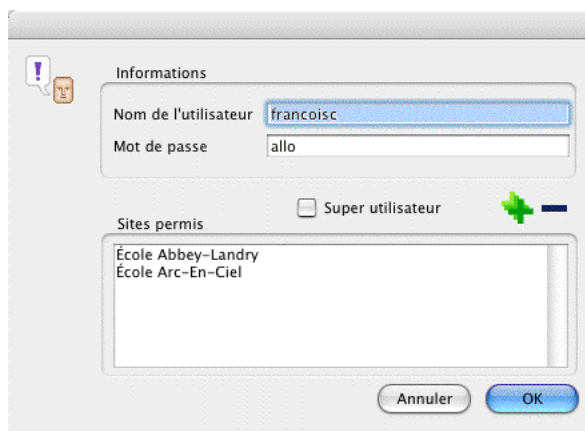 Informations
Nom de l'utilisateur francoisc
Mot de passe allo
Super utilisateur
Sites permis
École Abbey-Landry
École Arc-En-Ciel
Annuler OK